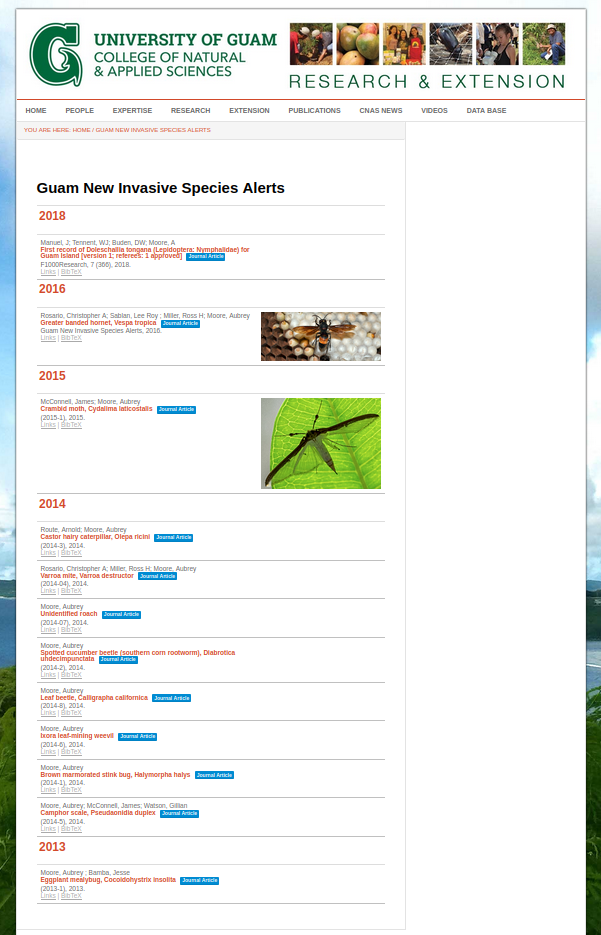 UNIVERSITY OF GUAM
COLLEGE OF NATURAL
& APPLIED SCIENCES
RESEARCH & EXTENSION
HOME PEOPLE EXPERTISE RESEARCH EXTENSION PUBLICATIONS CNAS NEWS VIDEOS DATA BASE
YOU ARE HERE: HOME / GUAM NEW INVASIVE SPECIES ALERTS
Guam New Invasive Species Alerts
2018
Manuel, J; Tennent, WJ; Buden, DW; Moore, A
First record of Doleschallia tongana (Lepidoptera: Nymphalidae) for
Guam Island [version 1; referees: 1 approved] Journal Article
F1000Research, 7 (366), 2018.
Links | BibTeX
2016
Rosario, Christopher A; Sablan, Lee Roy ; Miller, Ross H; Moore, Aubrey
Greater banded hornet, Vespa tropica Journal Article
Guam New Invasive Species Alerts, 2016.
Links | BibTeX
2015
McConnell, James; Moore, Aubrey
Crambid moth, Cydalima laticostalis Journal Article
(2015-1), 2015.
Links | BibTeX
2014
Route, Arnold; Moore, Aubrey
Castor hairy caterpillar, Olepa ricini Journal Article
(2014-3), 2014.
Links | BibTeX
Rosario, Christopher A; Miller, Ross H; Moore, Aubrey
Varroa mite, Varroa destructor Journal Article
(2014-04), 2014.
Links | BibTeX
Moore, Aubrey
Unidentified roach Journal Article
(2014-07), 2014.
Links | BibTeX
Moore, Aubrey
Spotted cucumber beetle (southern corn rootworm), Diabrotica
undecimpunctata Journal Article
(2014-2), 2014.
Links | BibTeX
Moore, Aubrey
Leaf beetle, Calligrapha californica Journal Article
(2014-8), 2014.
Links | BibTeX
Moore, Aubrey
Ixora leaf-mining weevil Journal Article
(2014-6), 2014.
Links | BibTeX
Moore, Aubrey
Brown marmorated stink bug, Halymorpha halys Journal Article
(2014-1), 2014.
Links | BibTeX
Moore, Aubrey; McConnell, James; Watson, Gillian
Camphor scale, Pseudaonidia duplex Journal Article
(2014-5), 2014.
Links | BibTeX
2013
Moore, Aubrey ; Bamba, Jesse
Eggplant mealybug, Cocoidohystrix insolita Journal Article
(2013-1), 2013.
Links | BibTeX